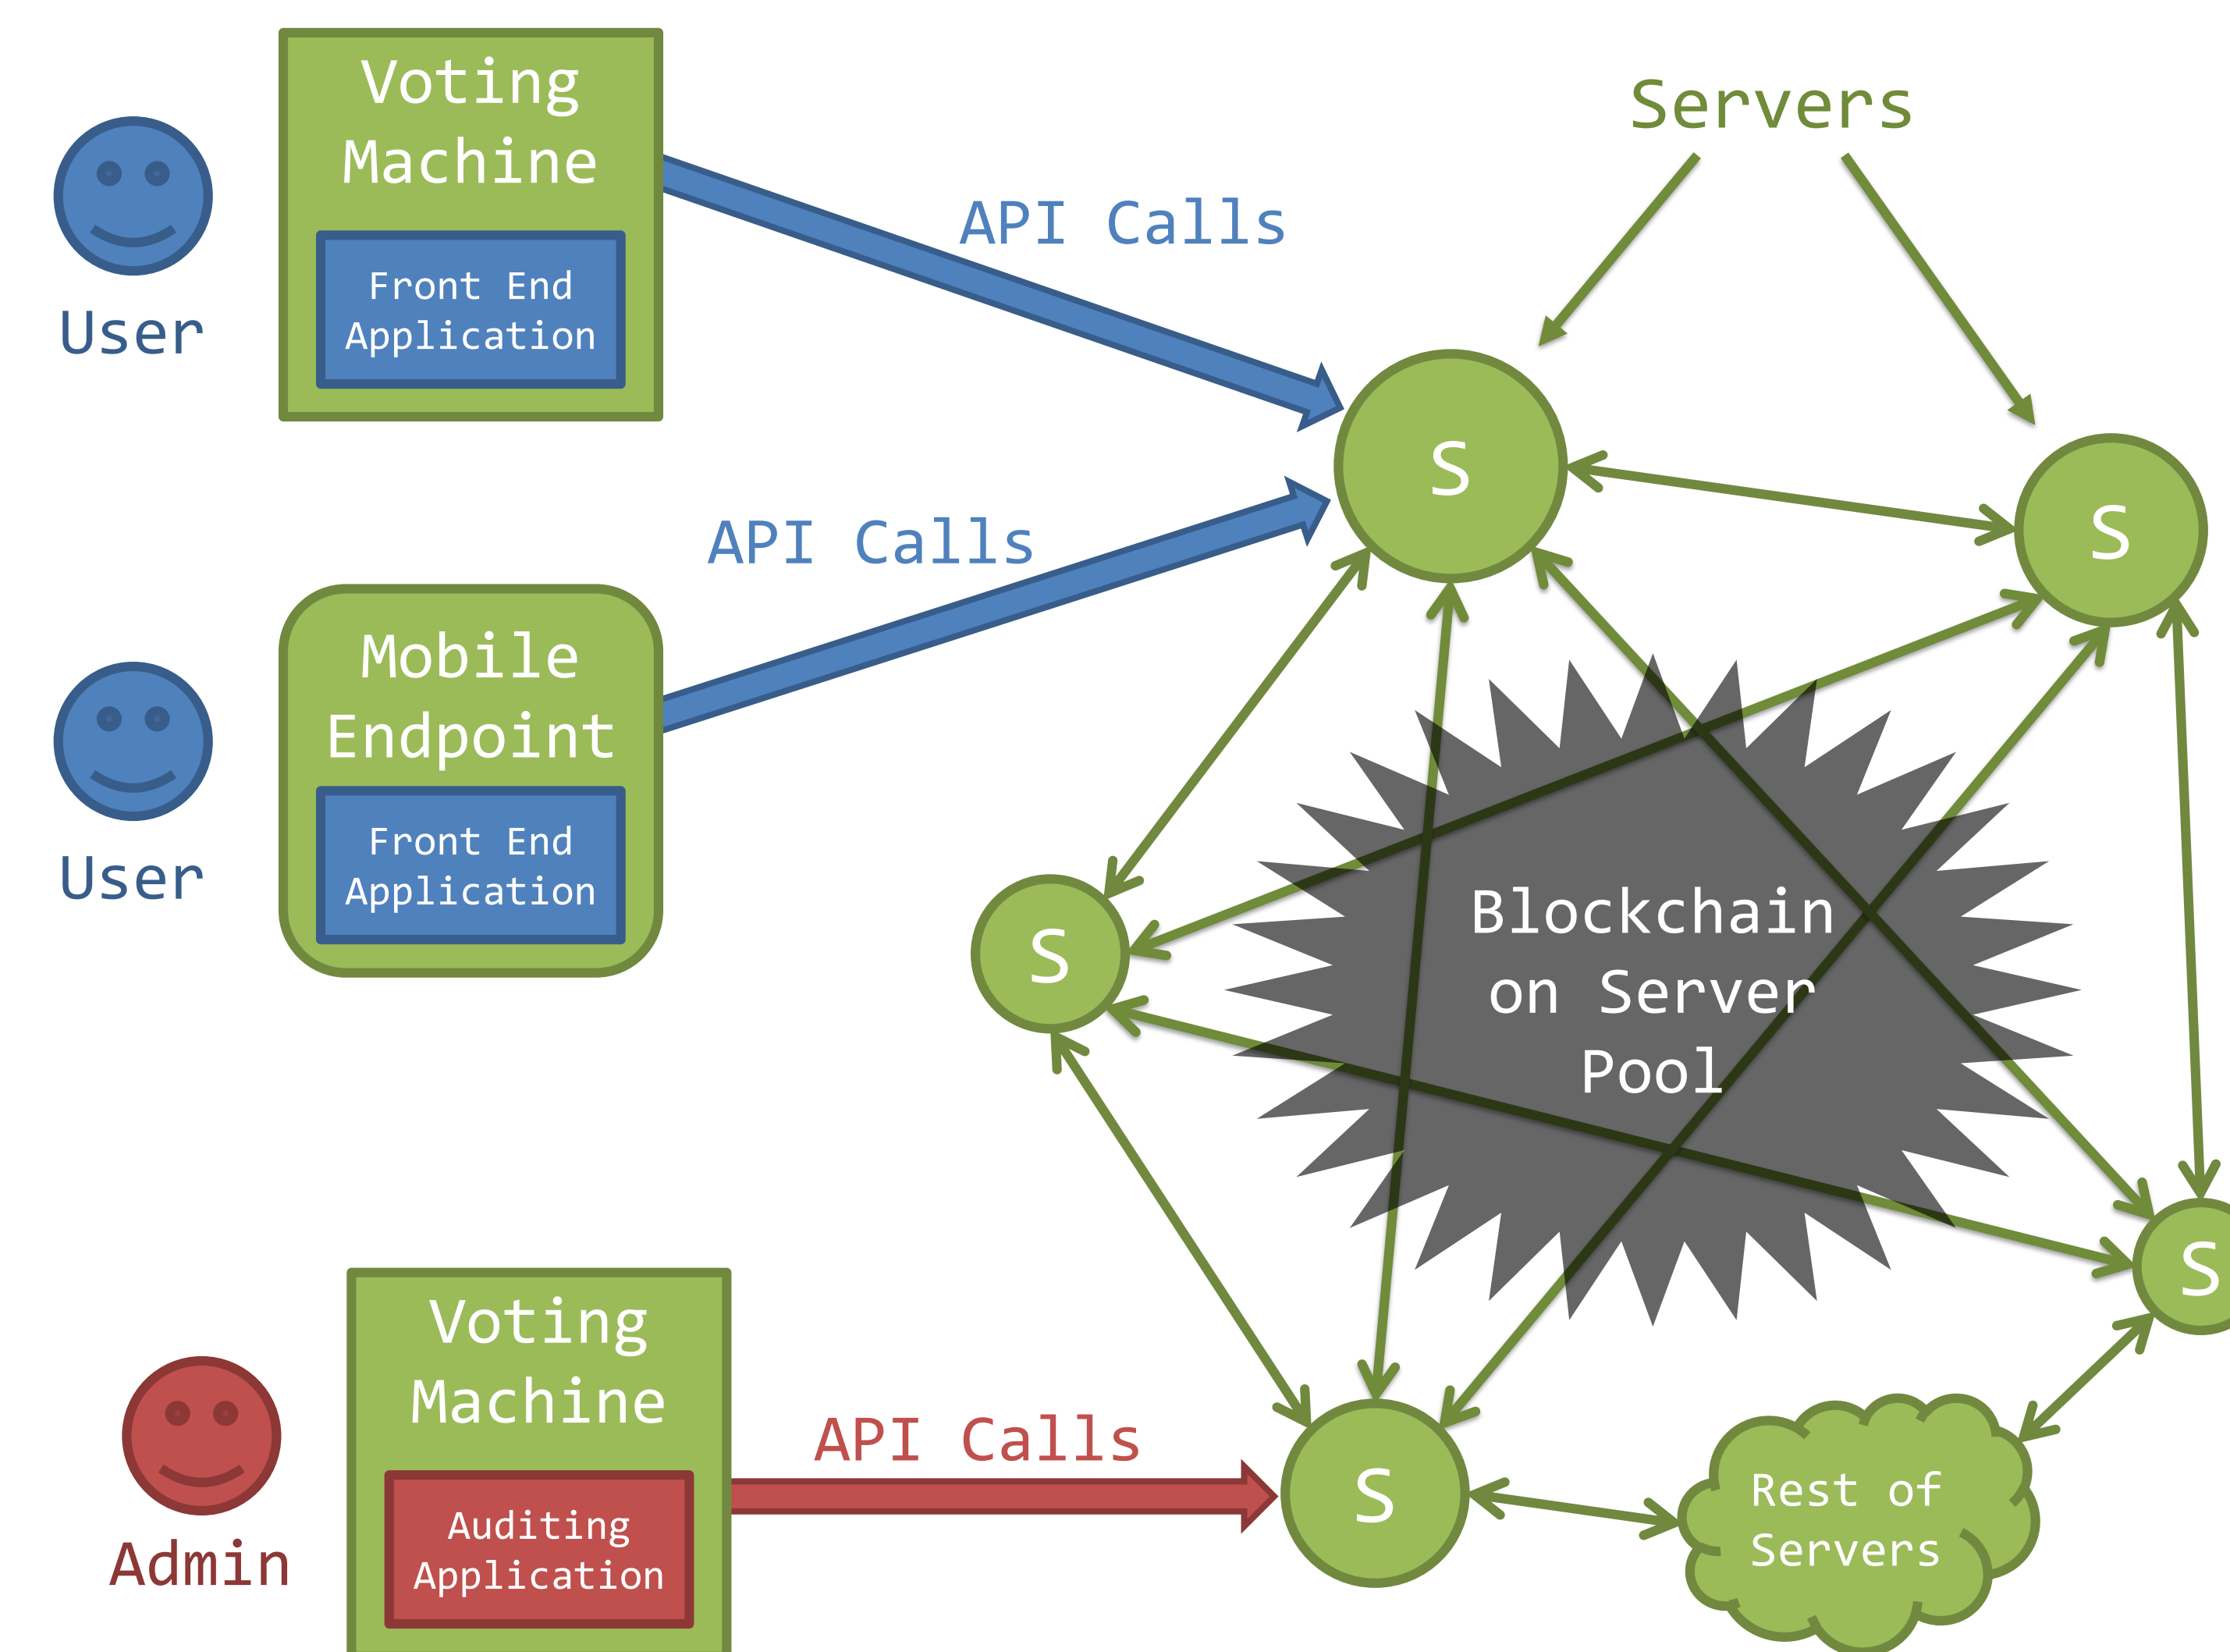 Voting
Machine
Front End
Application
User
API Calls
Servers
S
S
API Calls
Mobile
Endpoint
Front End
Application
User
S
Blockchain
on Server
Pool
S
Voting
Machine
Auditing
Application
Admin
API Calls
S
Rest of
Servers